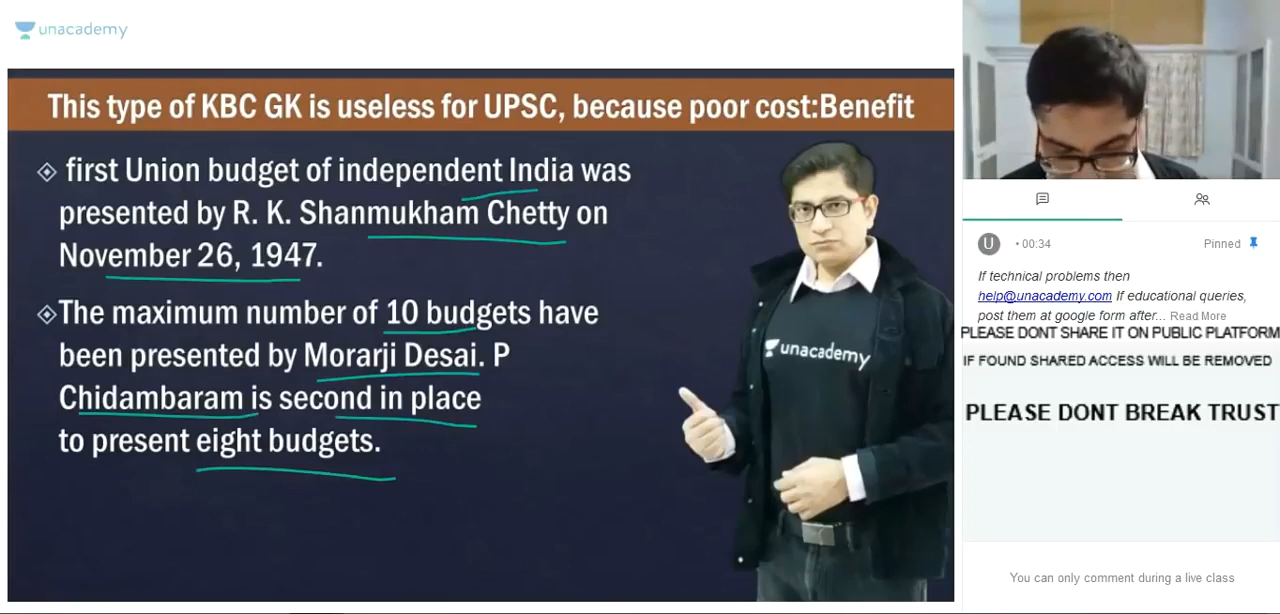 unacademy
This type of KBC GK is useless for UPSC, because poor cost:Benefit
first Union budget of independent India was
presented by R. K. Shanmukham Chetty on
November 26, 1947.
The maximum number of 10 budgets have
been presented by Morarji Desai. P
Chidambaram is second in place
to present eight budgets.
unacademy
U • 00:34 Pinned
If technical problems then
help@unacademy.com If educational queries,
post them at google form after... Read More
PLEASE DONT SHARE IT ON PUBLIC PLATFORM
IF FOUND SHARED ACCESS WILL BE REMOVED
PLEASE DONT BREAK TRUST
You can only comment during a live class